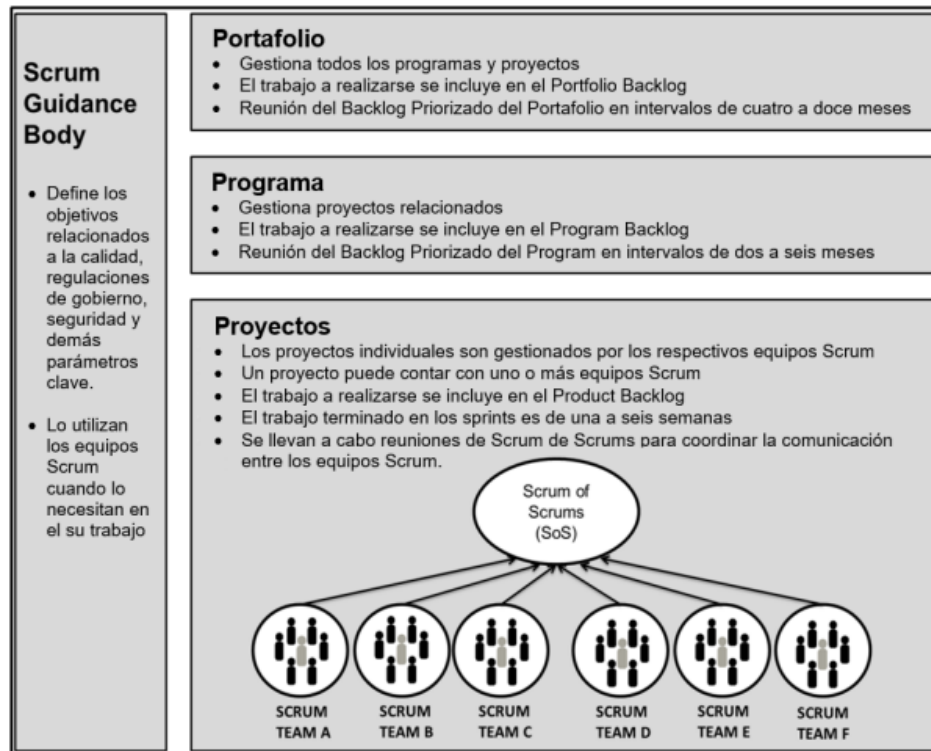 Scrum
Guidance
Body
• Define los
objetivos
relacionados
a la calidad,
regulaciones
de gobierno,
seguridad y
demás
parámetros
clave.
• Lo utilizan
los equipos
Scrum
cuando lo
necesitan en
el su trabajo
Portafolio
• Gestiona todos los programas y proyectos
• El trabajo a realizarse se incluye en el Portfolio Backlog
• Reunión del Backlog Priorizado del Portafolio en intervalos de cuatro a doce meses
Programa
• Gestiona proyectos relacionados
• El trabajo a realizarse se incluye en el Program Backlog
• Reunión del Backlog Priorizado del Program en intervalos de dos a seis meses
Proyectos
• Los proyectos individuales son gestionados por los respectivos equipos Scrum
• Un proyecto puede contar con uno o más equipos Scrum
• El trabajo a realizarse se incluye en el Product Backlog
• El trabajo terminado en los sprints es de una a seis semanas
• Se llevan a cabo reuniones de Scrum de Scrums para coordinar la comunicación
entre los equipos Scrum.
Scrum of
Scrums
(SoS)
SCRUM
TEAM A
SCRUM
TEAM B
SCRUM
TEAM C
SCRUM
TEAM D
SCRUM
TEAM E
SCRUM
TEAM F